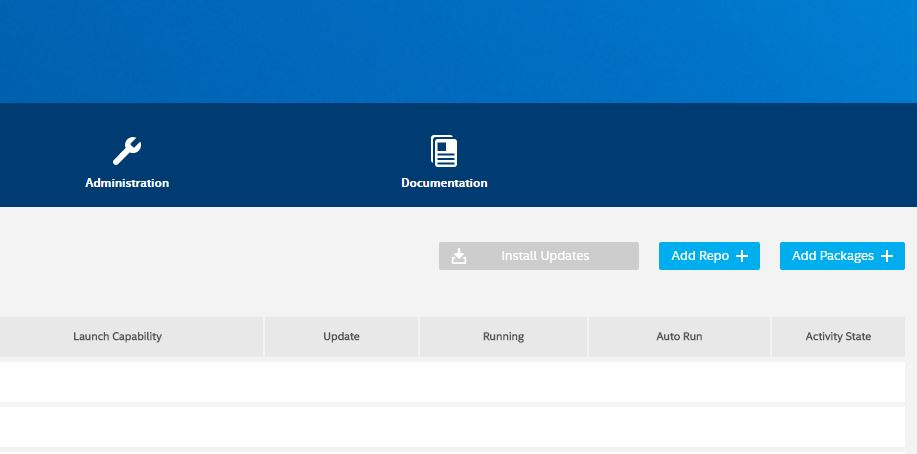 Administration
Documentation
Install Updates
Add Repo
Add Packages
Launch Capability
Update
Running
Auto Run
Activity State